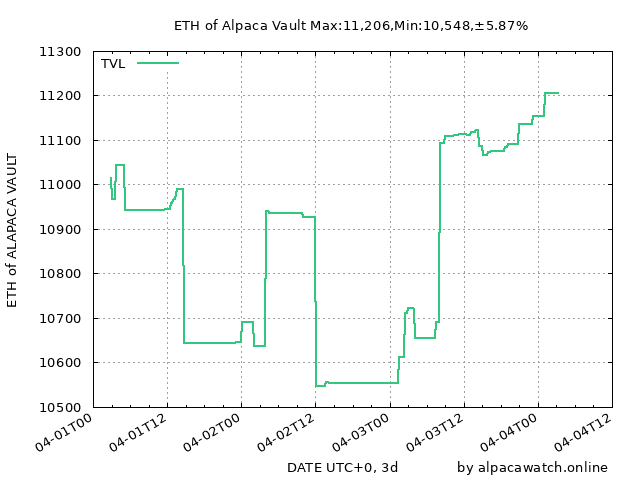 ETH of Alpaca Vault Max:11,206,Min:10,548,±5.87%
TVL
11300
11200
11100
11000
10900
10800
10700
10600
10500
ETH of ALAPACA VAULT
04-01T00
04-01T12
04-02T00
04-02T12
04-03T00
04-03T12
04-04T00
04-04T12
DATE UTC+0, 3d
by alpacawatch.online